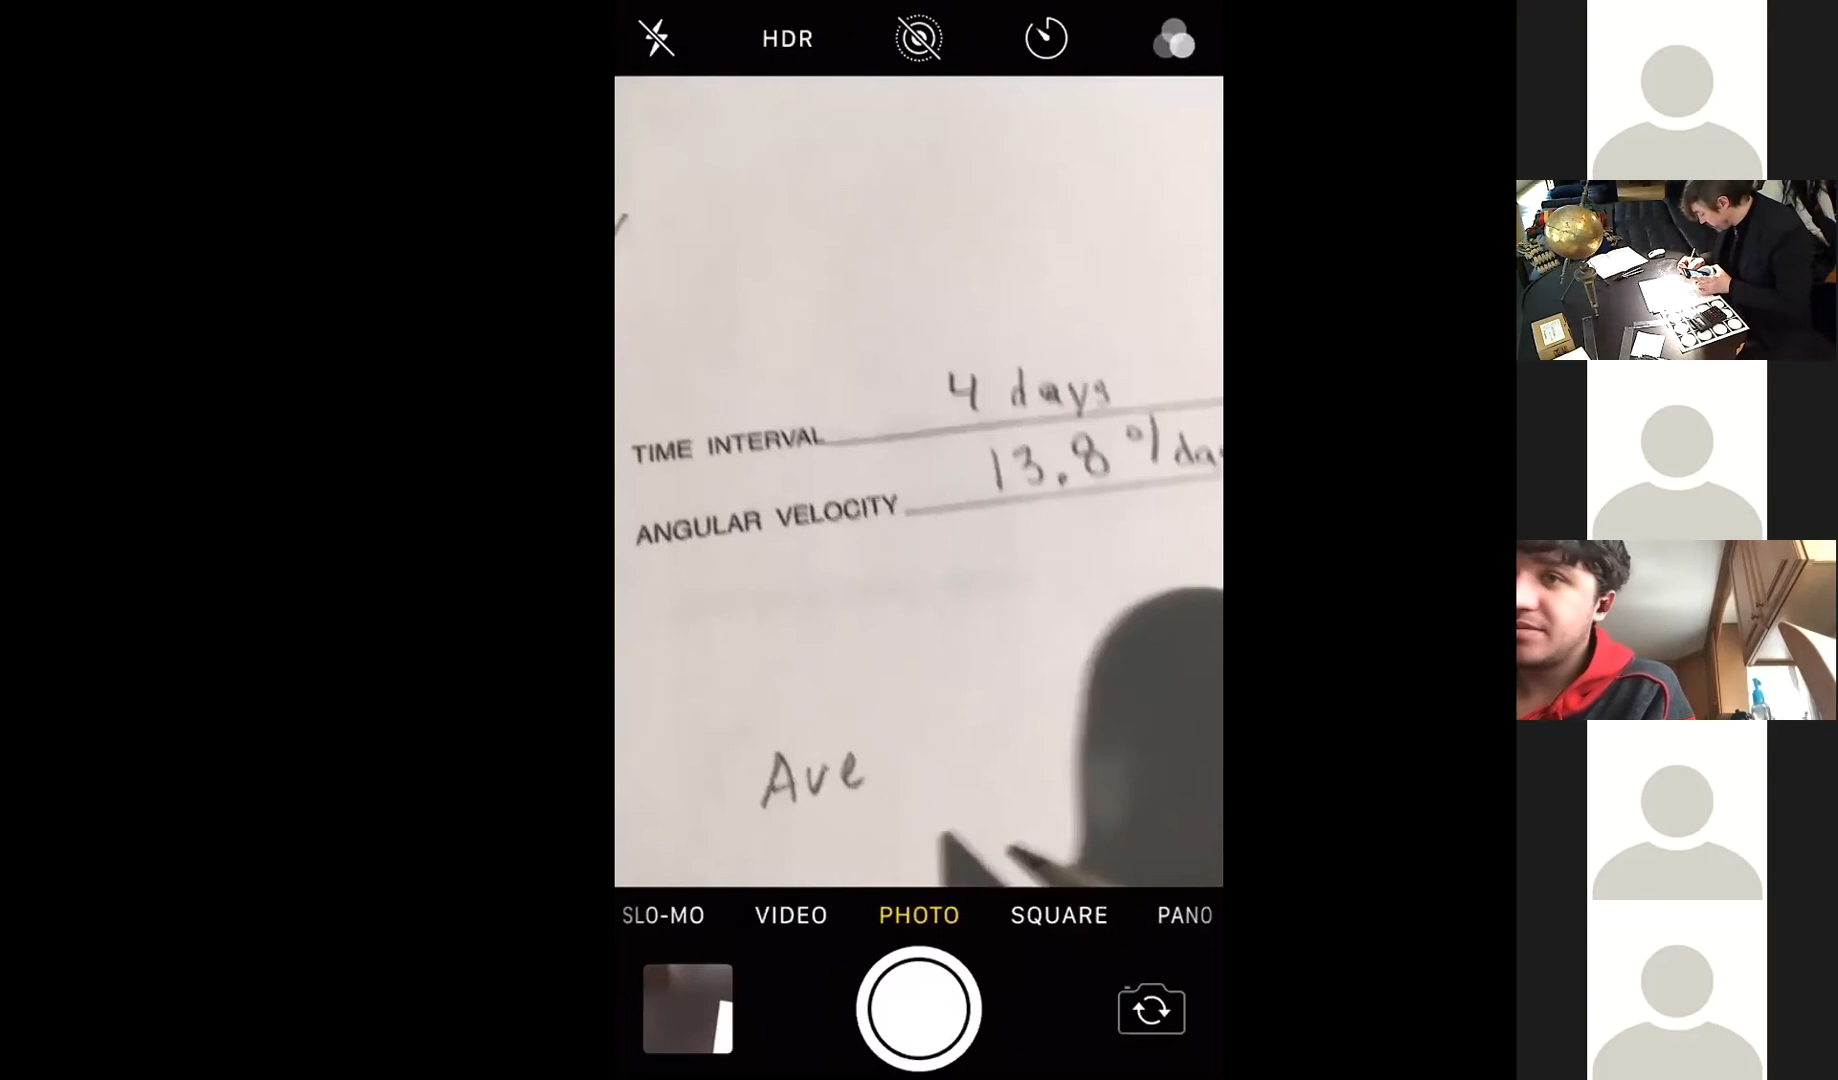 HDR
4 days
TIME INTERVAL
13.8 °/da
ANGULAR VELOCITY
Ave
SLO-MO VIDEO PHOTO SQUARE PANO